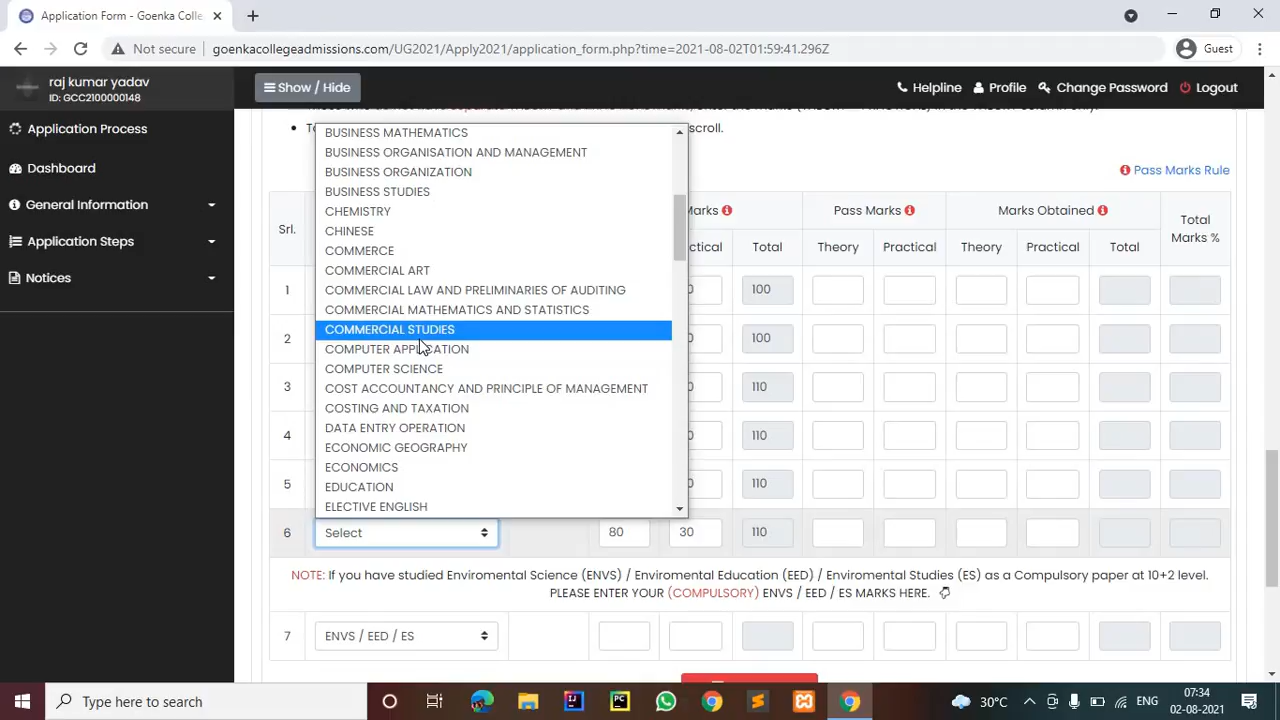 Application Form - Goenka Colle
Not secure
goenkacollegeadmissions.com/UG2021/Apply2021/application_form.php?time=2021-08-02T01:59:41.296Z
Guest
raj kumar yadav
ID: GCC2100000148
Show / Hide
Helpline
Profile
Change Password
Logout
Application Process
Dashboard
General Information
Application Steps
Notices
scroll.
Pass Marks Rule
Srl.
Marks
Pass Marks
Marks Obtained
Total Marks %
Total
Theory
Practical
Theory
Practical
Total
BUSINESS MATHEMATICS
BUSINESS ORGANISATION AND MANAGEMENT
BUSINESS ORGANIZATION
BUSINESS STUDIES
CHEMISTRY
CHINESE
COMMERCE
COMMERCIAL ART
COMMERCIAL LAW AND PRELIMINARIES OF AUDITING
COMMERCIAL MATHEMATICS AND STATISTICS
COMMERCIAL STUDIES
COMPUTER APPLICATION
COMPUTER SCIENCE
COST ACCOUNTANCY AND PRINCIPLE OF MANAGEMENT
COSTING AND TAXATION
DATA ENTRY OPERATION
ECONOMIC GEOGRAPHY
ECONOMICS
EDUCATION
ELECTIVE ENGLISH
1 100
2 100
3 110
4 110
5 110
6 Select 80 30 110
NOTE: If you have studied Enviromental Science (ENVS) / Enviromental Education (EED) / Enviromental Studies (ES) as a Compulsory paper at 10+2 level.
PLEASE ENTER YOUR (COMPULSORY) ENVS / EED / ES MARKS HERE.
7 ENVS / EED / ES
Type here to search
30°C
ENG
07:34
02-08-2021